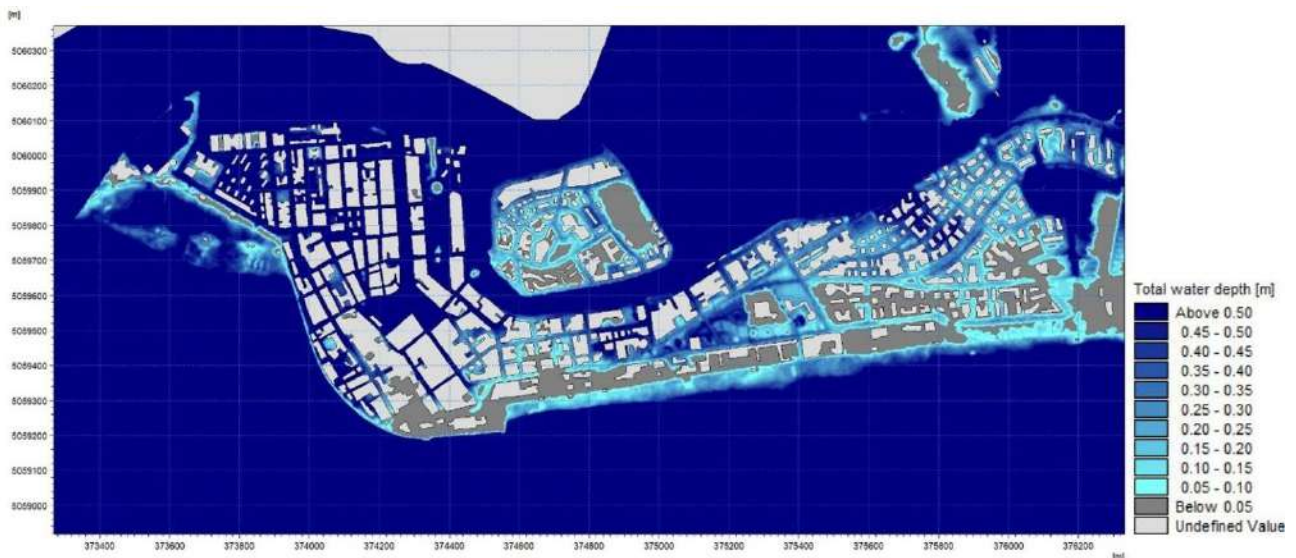 [m]
5060300
5060200
5060100
5060000
5059900
5059800
5059700
5059600
5059500
5059400
5059300
5059200
5059100
5059000
373400 373600 373800 374000 374200 374400 374600 374800 375000 375200 375400 375600 375800 376000 376200
[m]
Total water depth [m]
Above 0.50
0.45 - 0.50
0.40 - 0.45
0.35 - 0.40
0.30 - 0.35
0.25 - 0.30
0.20 - 0.25
0.15 - 0.20
0.10 - 0.15
0.05 - 0.10
Below 0.05
Undefined Value